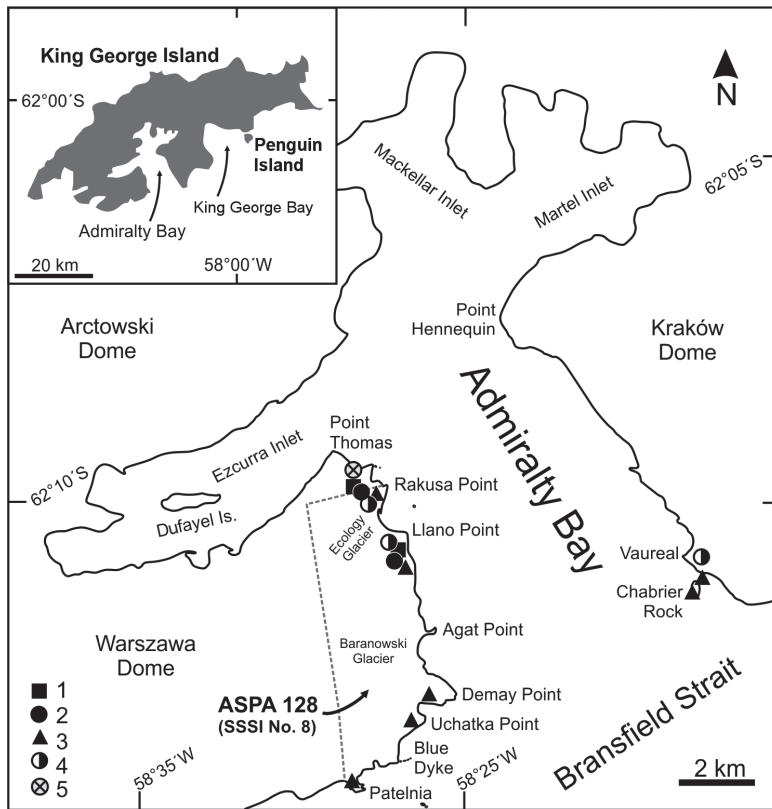 King George Island
62°00´S
Penguin
Island
King George Bay
Admiralty Bay
20 km
58°00´W
N
Mackellar Inlet
Martel Inlet
62°05´S
Point
Hennequin
Arctowski
Dome
Kraków
Dome
Admiralty Bay
Point
Thomas
Ezcurra Inlet
62°10´S
Dufayel Is.
Rakusa Point
Ecology
Glacier
Llano Point
Vaureal
Chabrier
Rock
Agat Point
Warszawa
Dome
Baranowski
Glacier
ASPA 128
(SSSI No. 8)
Demay Point
Uchatka Point
Blue
Dyke
Bransfield Strait
1
2
3
4
5
58°35´W
58°25´W
Patelnia
2 km